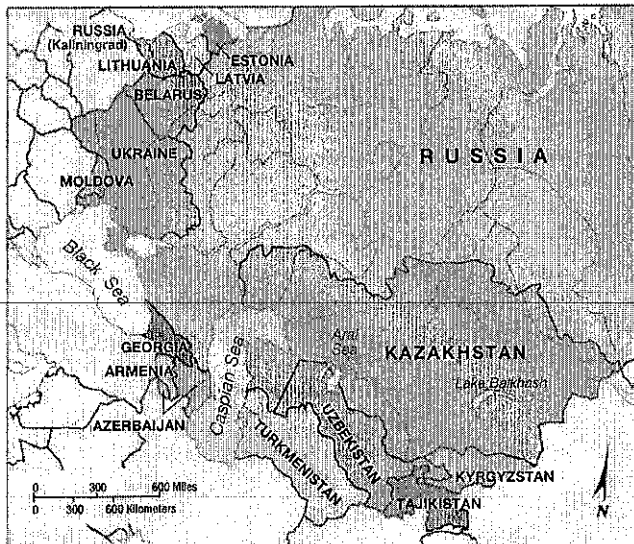 RUSSIA
(Kaliningrad)
ESTONIA
LITHUANIA
LATVIA
BELARUS
UKRAINE
RUSSIA
MOLDOVA
Black Sea
GEORGIA
Aral
Sea
KAZAKHSTAN
ARMENIA
Caspian Sea
Lake Balkhash
AZERBAIJAN
UZBEKISTAN
TURKMENISTAN
KYRGYZSTAN
0 300 600 Miles
TAJIKISTAN
0 300 600 Kilometers
N